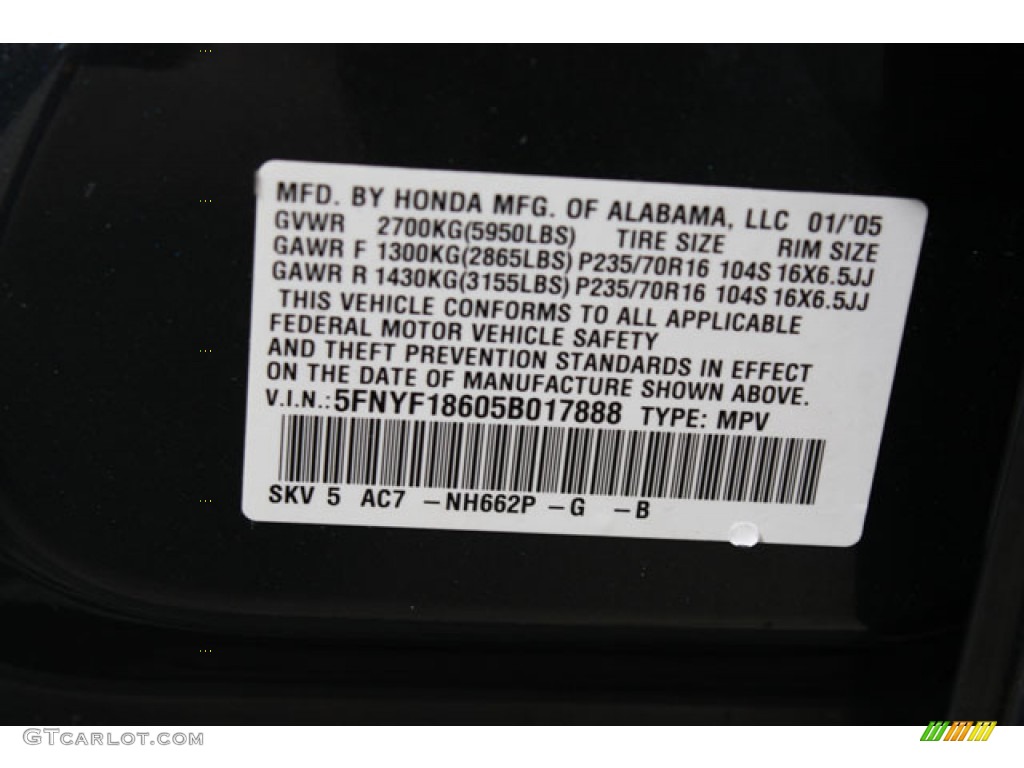 MFD. BY HONDA MFG. OF ALABAMA, LLC 01/'05
GVWR 2700KG(5950LBS) TIRE SIZE RIM SIZE
GAWR F 1300KG(2865LBS) P235/70R16 104S 16X6.5JJ
GAWR R 1430KG(3155LBS) P235/70R16 104S 16X6.5JJ
THIS VEHICLE CONFORMS TO ALL APPLICABLE
FEDERAL MOTOR VEHICLE SAFETY
AND THEFT PREVENTION STANDARDS IN EFFECT
ON THE DATE OF MANUFACTURE SHOWN ABOVE.
V.I.N.: 5FNYF18605B017888 TYPE: MPV
SKV 5 AC7 -NH662P -G -B
GTCARLOT.COM